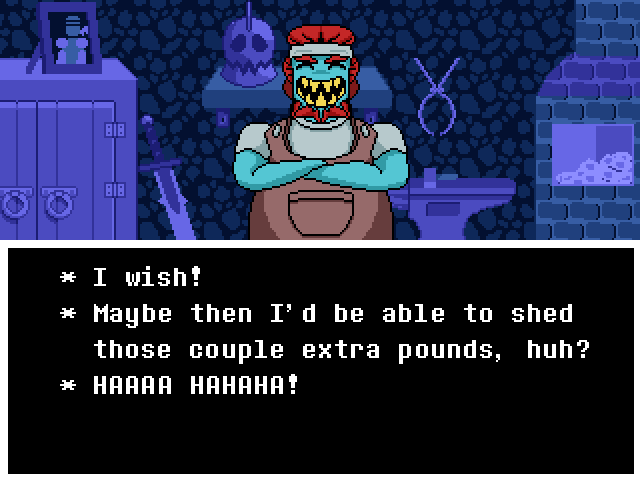 * I wish!
* Maybe then I'd be able to shed
those couple extra pounds, huh?
* HAAAA HAHAHA!